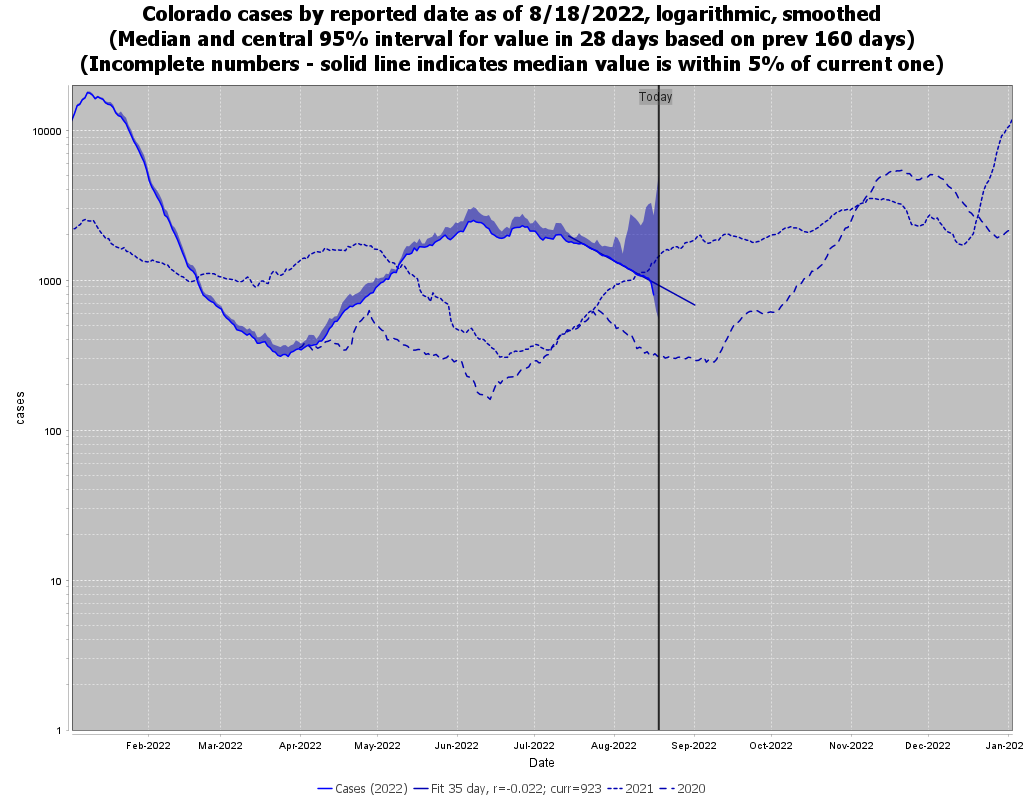 Colorado cases by reported date as of 8/18/2022, logarithmic, smoothed
(Median and central 95% interval for value in 28 days based on prev 160 days)
(Incomplete numbers - solid line indicates median value is within 5% of current one)
Today
10000
1000
100
10
1
cases
Feb-2022 Mar-2022 Apr-2022 May-2022 Jun-2022 Jul-2022 Aug-2022 Sep-2022 Oct-2022 Nov-2022 Dec-2022 Jan-202
Date
Cases (2022) Fit 35 day, r=-0.022; curr=923 2021 2020